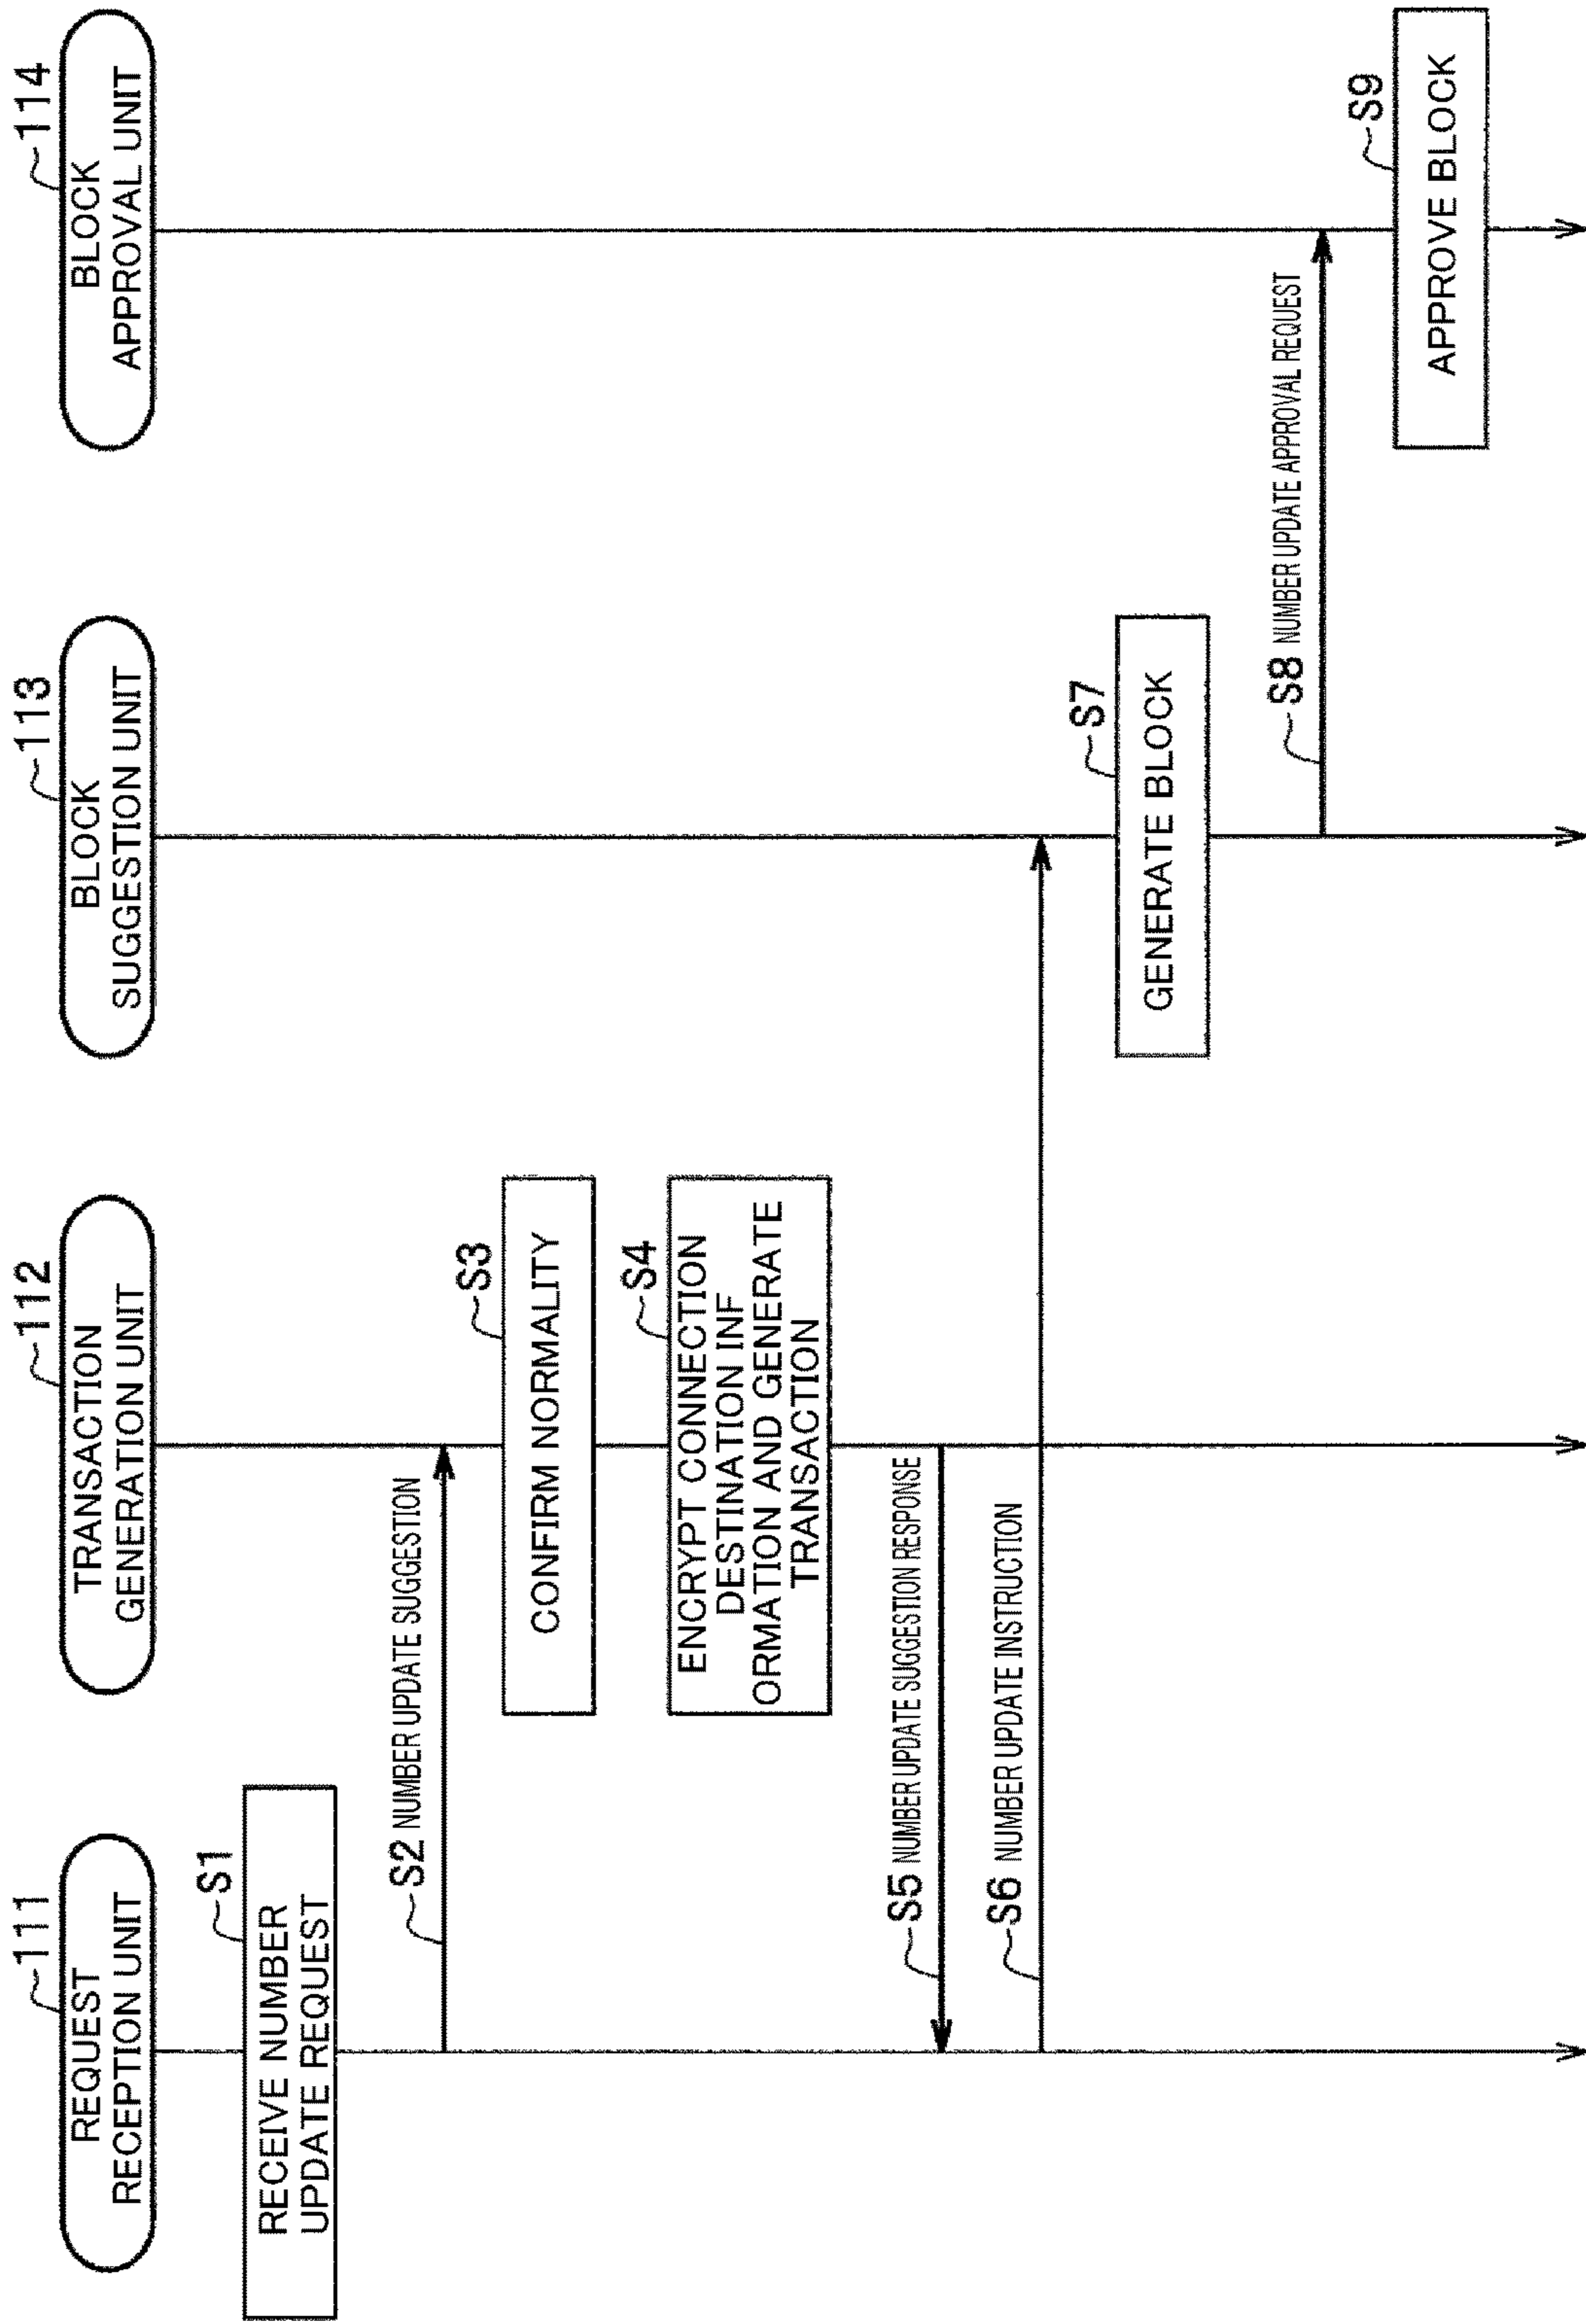 111
REQUEST
RECEPTION UNIT
112
TRANSACTION
GENERATION UNIT
113
BLOCK
SUGGESTION UNIT
114
BLOCK
APPROVAL UNIT
S1
RECEIVE NUMBER
UPDATE REQUEST
S2 NUMBER UPDATE SUGGESTION
S3
CONFIRM NORMALITY
S4
ENCRYPT CONNECTION
DESTINATION INF
ORMATION AND GENERATE
TRANSACTION
S5 NUMBER UPDATE SUGGESTION RESPONSE
S6 NUMBER UPDATE INSTRUCTION
S7
GENERATE BLOCK
S8 NUMBER UPDATE APPROVAL REQUEST
S9
APPROVE BLOCK